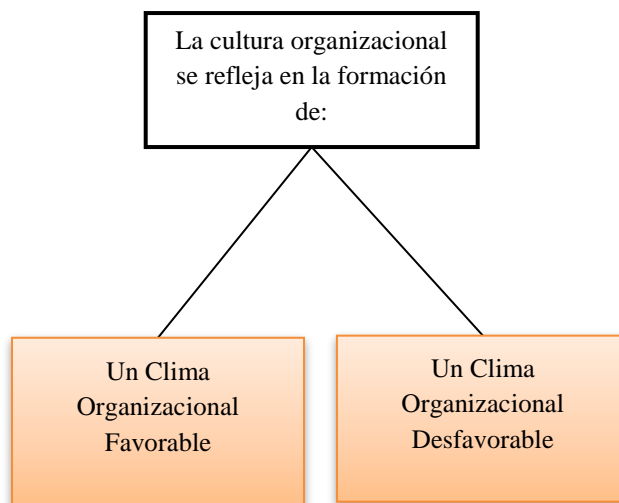 La cultura organizacional
se refleja en la formación
de:
Un Clima
Organizacional
Favorable
Un Clima
Organizacional
Desfavorable